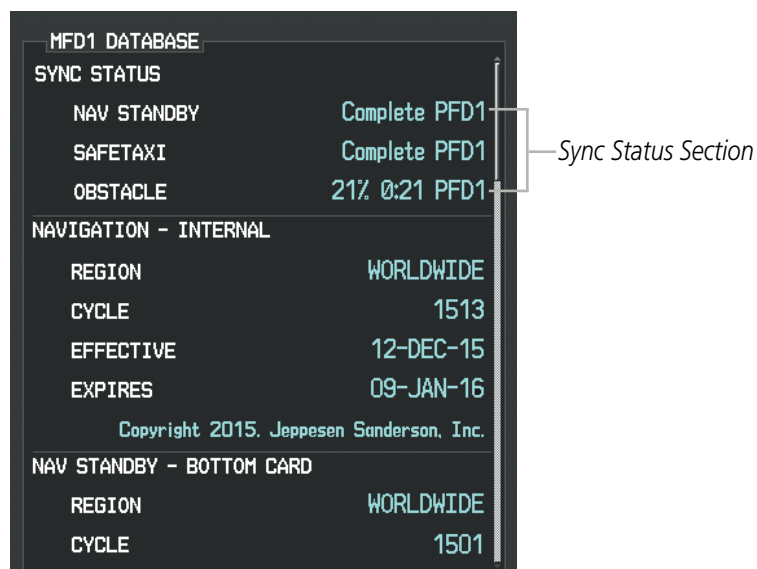 MFD1 DATABASE
SYNC STATUS
NAV STANDBY Complete PFD1
SAFETAXI Complete PFD1
Sync Status Section
OBSTACLE 21% 0:21 PFD1
NAVIGATION – INTERNAL
REGION WORLDWIDE
CYCLE 1513
EFFECTIVE 12–DEC–15
EXPIRES 09–JAN–16
Copyright 2015. Jeppesen Sanderson, Inc.
NAV STANDBY – BOTTOM CARD
REGION WORLDWIDE
CYCLE 1501